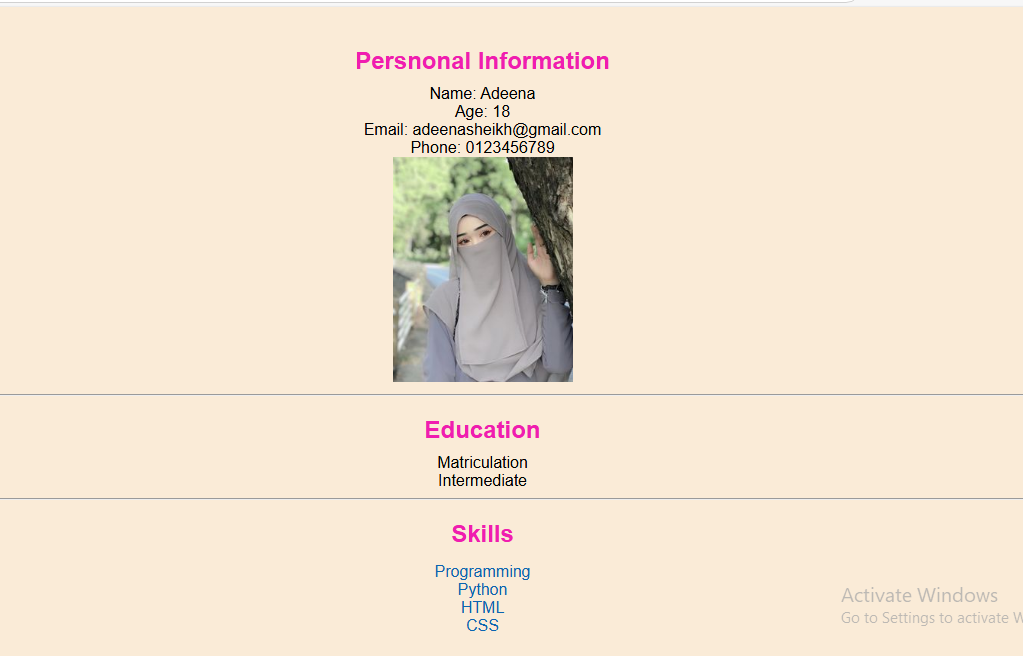 Persnonal Information
Name: Adeena
Age: 18
Email: adeenasheikh@gmail.com
Phone: 0123456789
Education
Matriculation
Intermediate
Skills
Programming
Python
HTML
CSS
Activate Windows
Go to Settings to activate W